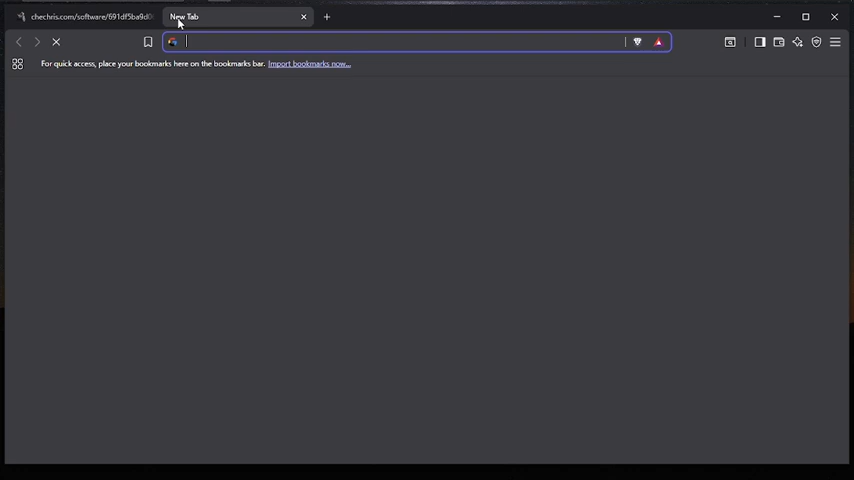 chechris.com/software/691df5ba9d
New Tab
For quick access, place your bookmarks here on the bookmarks bar. Import bookmarks now...